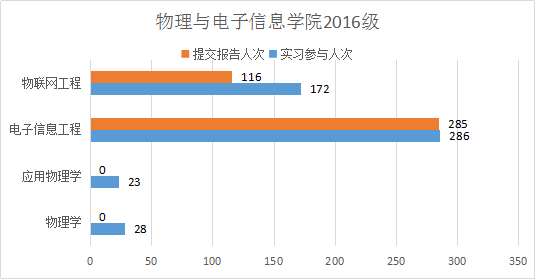 物理与电子信息学院2016级
提交报告人次 实习参与人次
物联网工程 116
172
电子信息工程 285
286
应用物理学 0
23
物理学 0
28
0 50 100 150 200 250 300 350